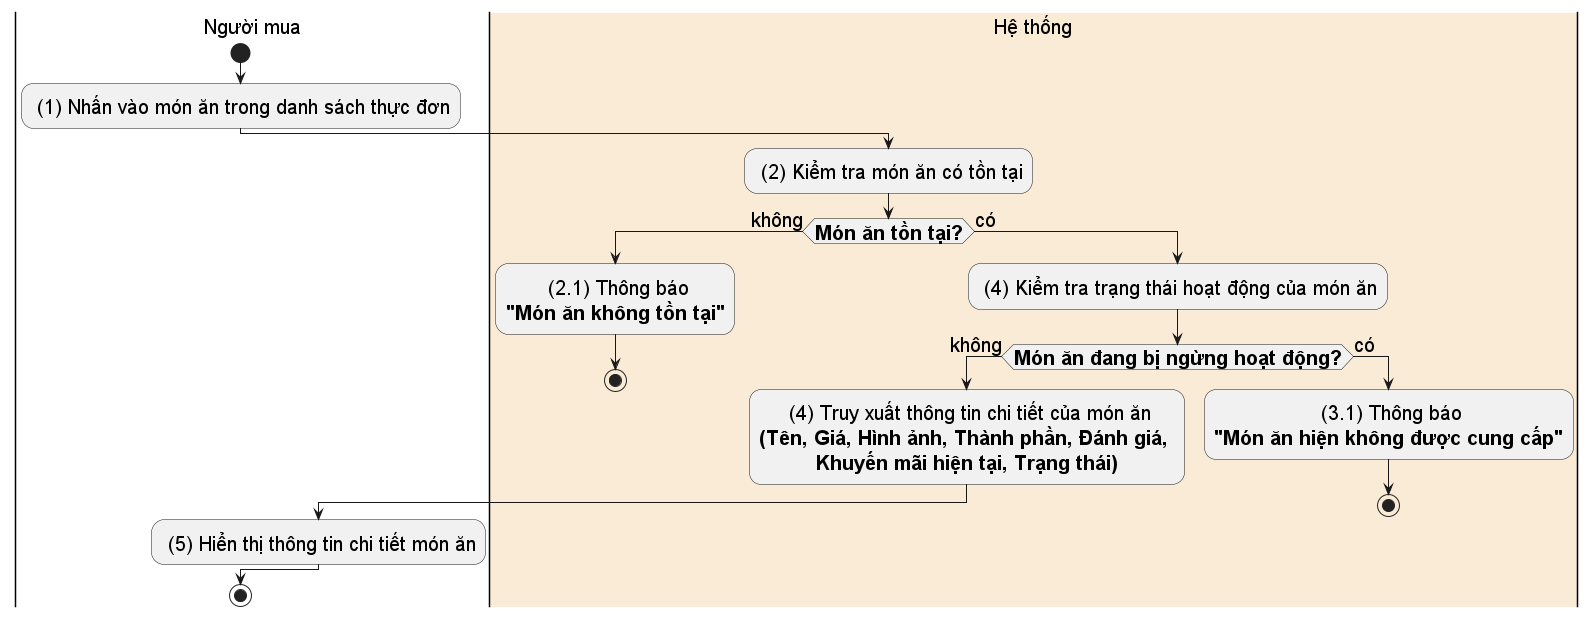 Người mua
Hệ thống
(1) Nhấn vào món ăn trong danh sách thực đơn
(2) Kiểm tra món ăn có tồn tại
không
Món ăn tồn tại?
có
(2.1) Thông báo
"Món ăn không tồn tại"
(4) Kiểm tra trạng thái hoạt động của món ăn
không
Món ăn đang bị ngừng hoạt động?
có
(4) Truy xuất thông tin chi tiết của món ăn
(Tên, Giá, Hình ảnh, Thành phần, Đánh giá,
Khuyến mãi hiện tại, Trạng thái)
(3.1) Thông báo
"Món ăn hiện không được cung cấp"
(5) Hiển thị thông tin chi tiết món ăn